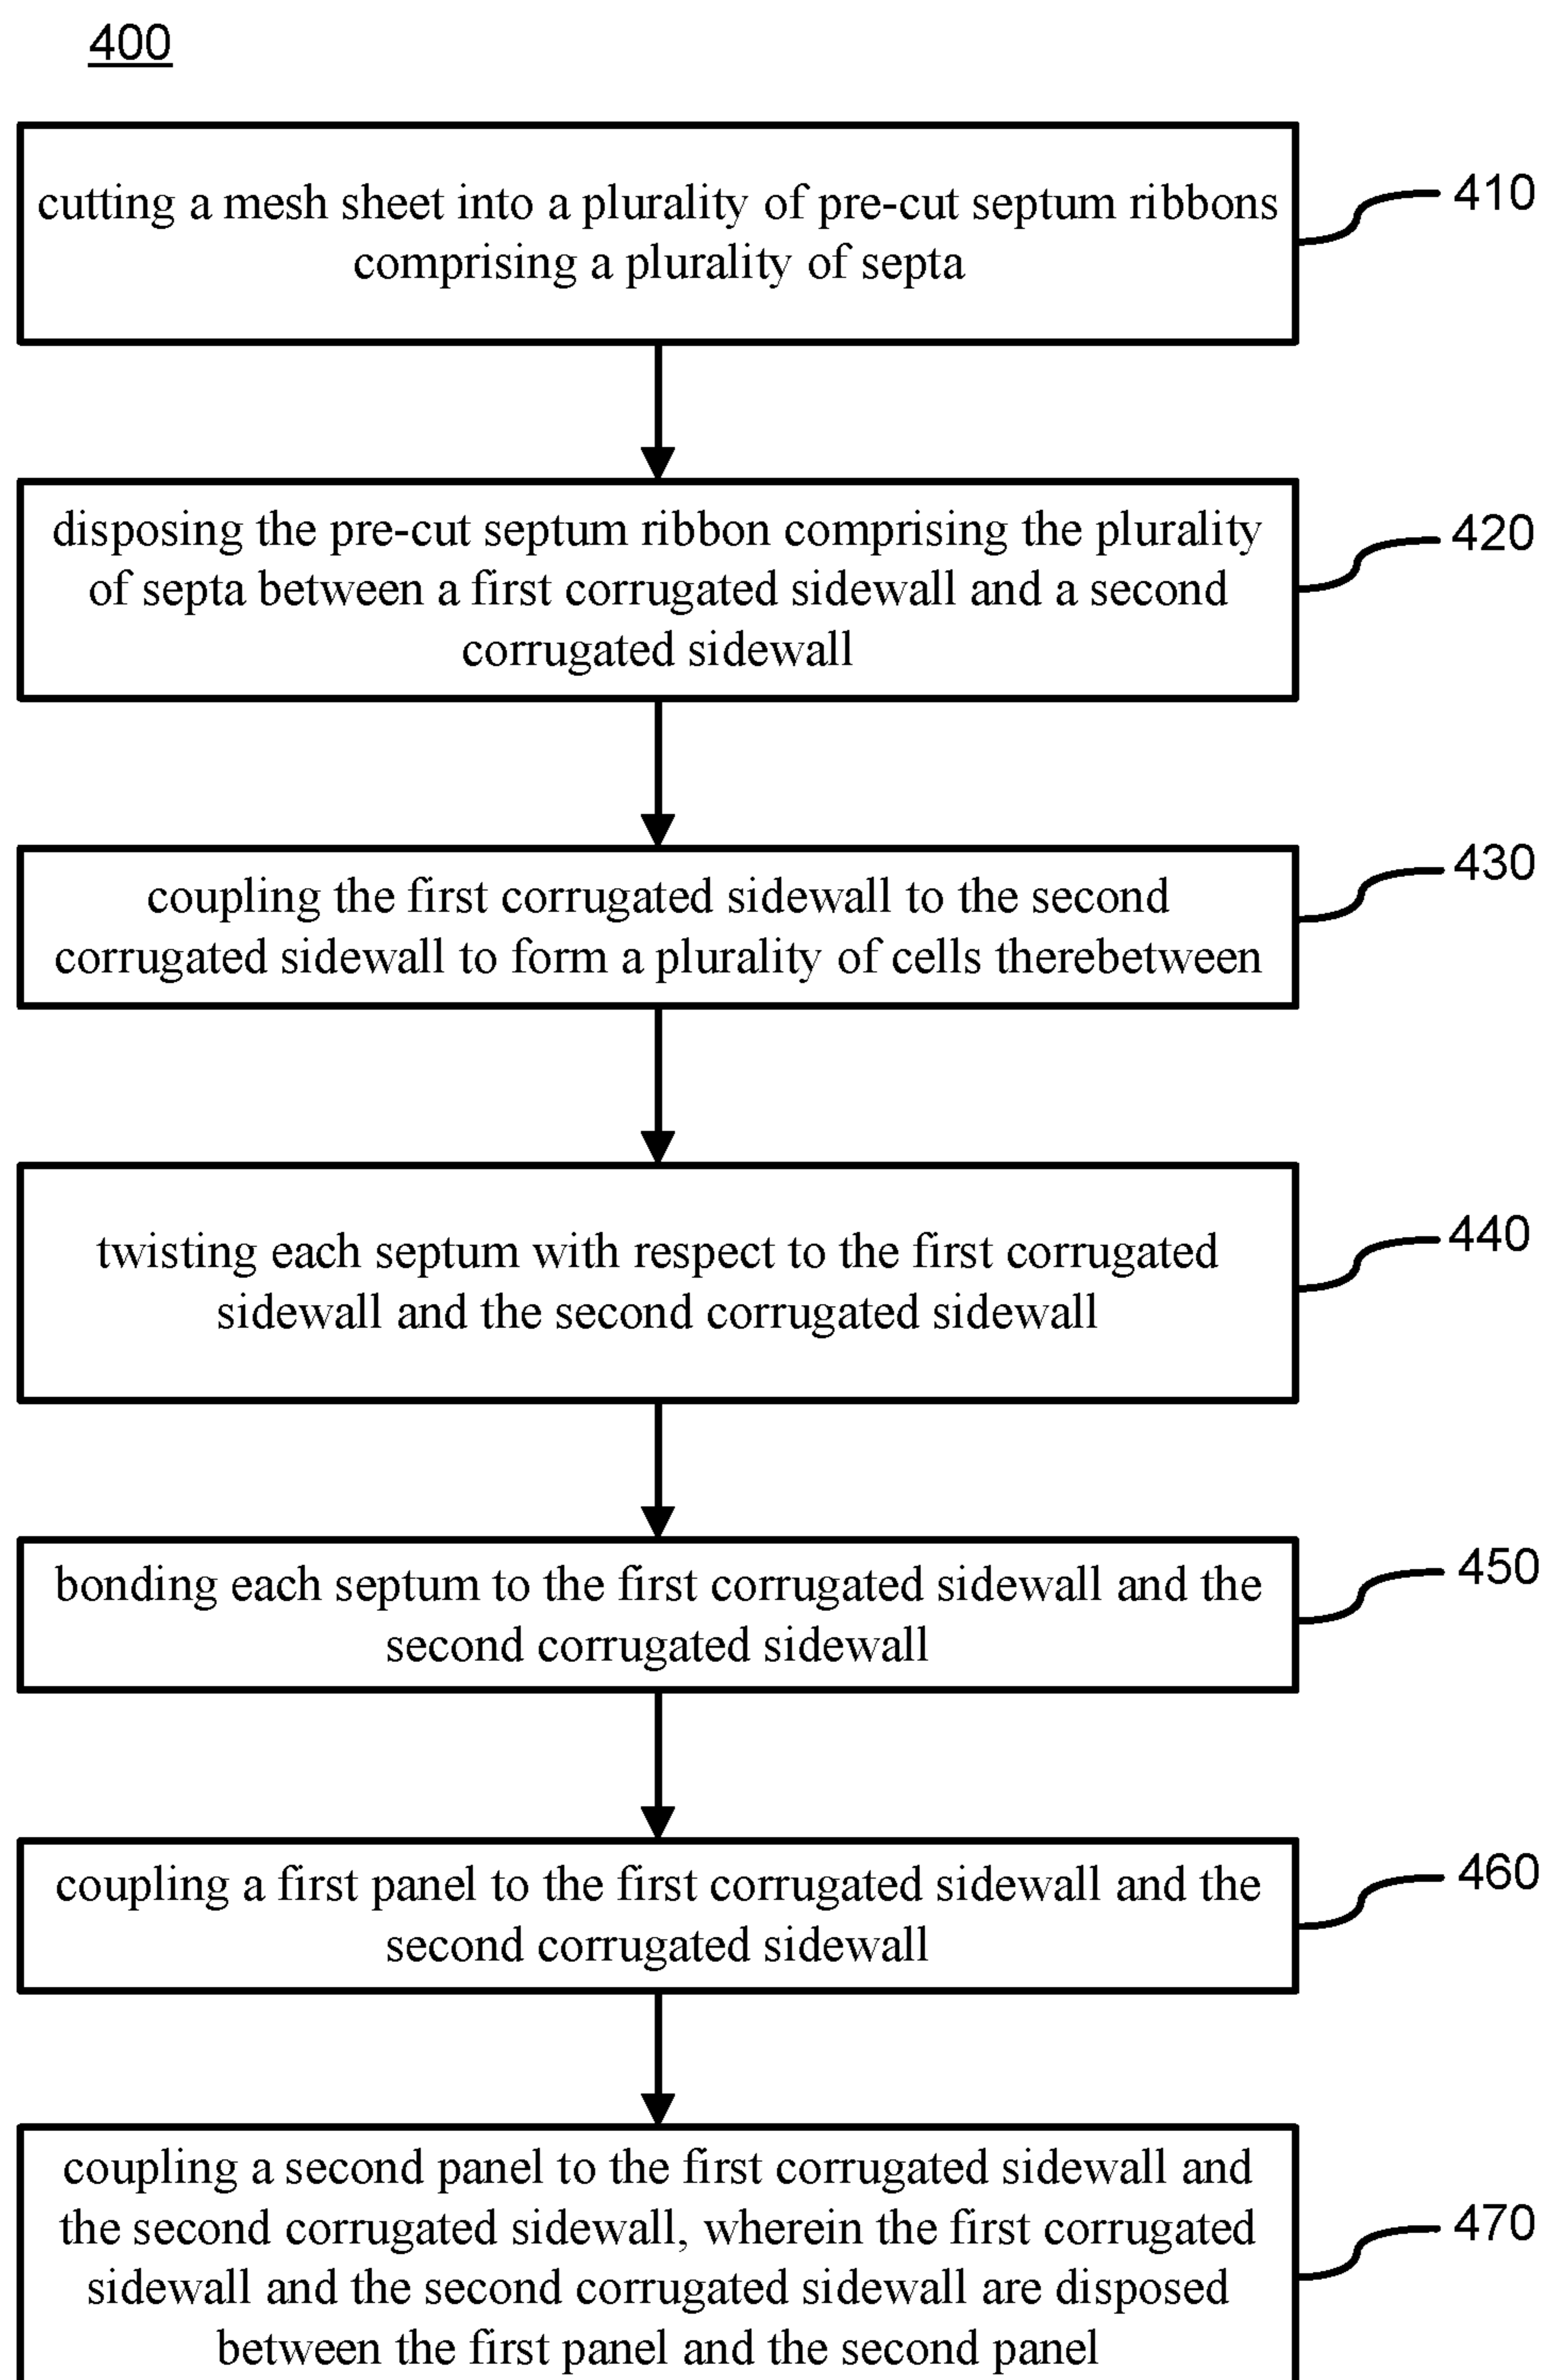 400
cutting a mesh sheet into a plurality of pre-cut septum ribbons
comprising a plurality of septa
410
disposing the pre-cut septum ribbon comprising the plurality
of septa between a first corrugated sidewall and a second
corrugated sidewall
420
coupling the first corrugated sidewall to the second
corrugated sidewall to form a plurality of cells therebetween
430
twisting each septum with respect to the first corrugated
sidewall and the second corrugated sidewall
440
bonding each septum to the first corrugated sidewall and the
second corrugated sidewall
450
coupling a first panel to the first corrugated sidewall and the
second corrugated sidewall
460
coupling a second panel to the first corrugated sidewall and
the second corrugated sidewall, wherein the first corrugated
sidewall and the second corrugated sidewall are disposed
between the first panel and the second panel
470